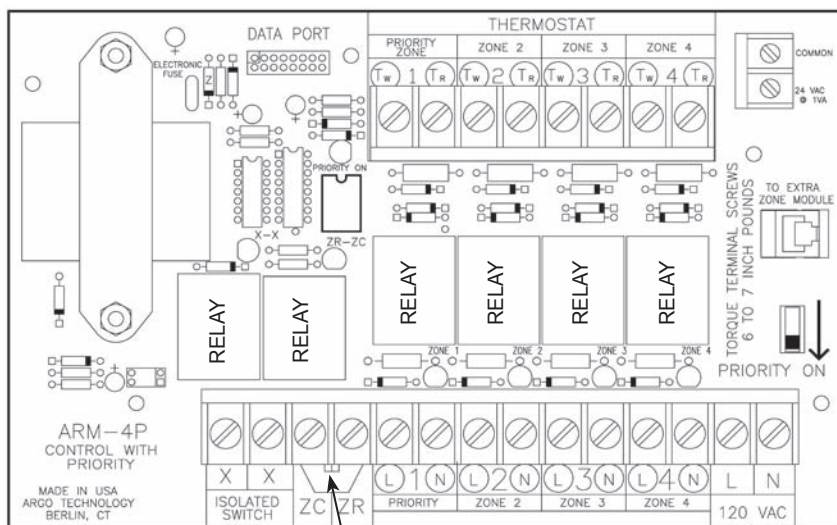 THERMOSTAT
DATA PORT
PRIORITY ZONE
ZONE 2
ZONE 3
ZONE 4
ELECTRONIC FUSE
Z
TW 1 TR
TW 2 TR
TW 3 TR
TW 4 TR
COMMON
24 VAC @ 1VA
PRIORITY ON
X-X
ZR-ZC
TO EXTRA ZONE MODULE
TORQUE TERMINAL SCREWS
6 TO 7 INCH POUNDS
RELAY
RELAY
RELAY
RELAY
RELAY
RELAY
ZONE 1
ZONE 2
ZONE 3
ZONE 4
PRIORITY ON
ARM-4P
CONTROL WITH
PRIORITY
MADE IN USA
ARGO TECHNOLOGY
BERLIN, CT
X X
ISOLATED
SWITCH
ZC ZR
L 1 N
PRIORITY
L 2 N
ZONE 2
L 3 N
ZONE 3
L 4 N
ZONE 4
L N
120 VAC